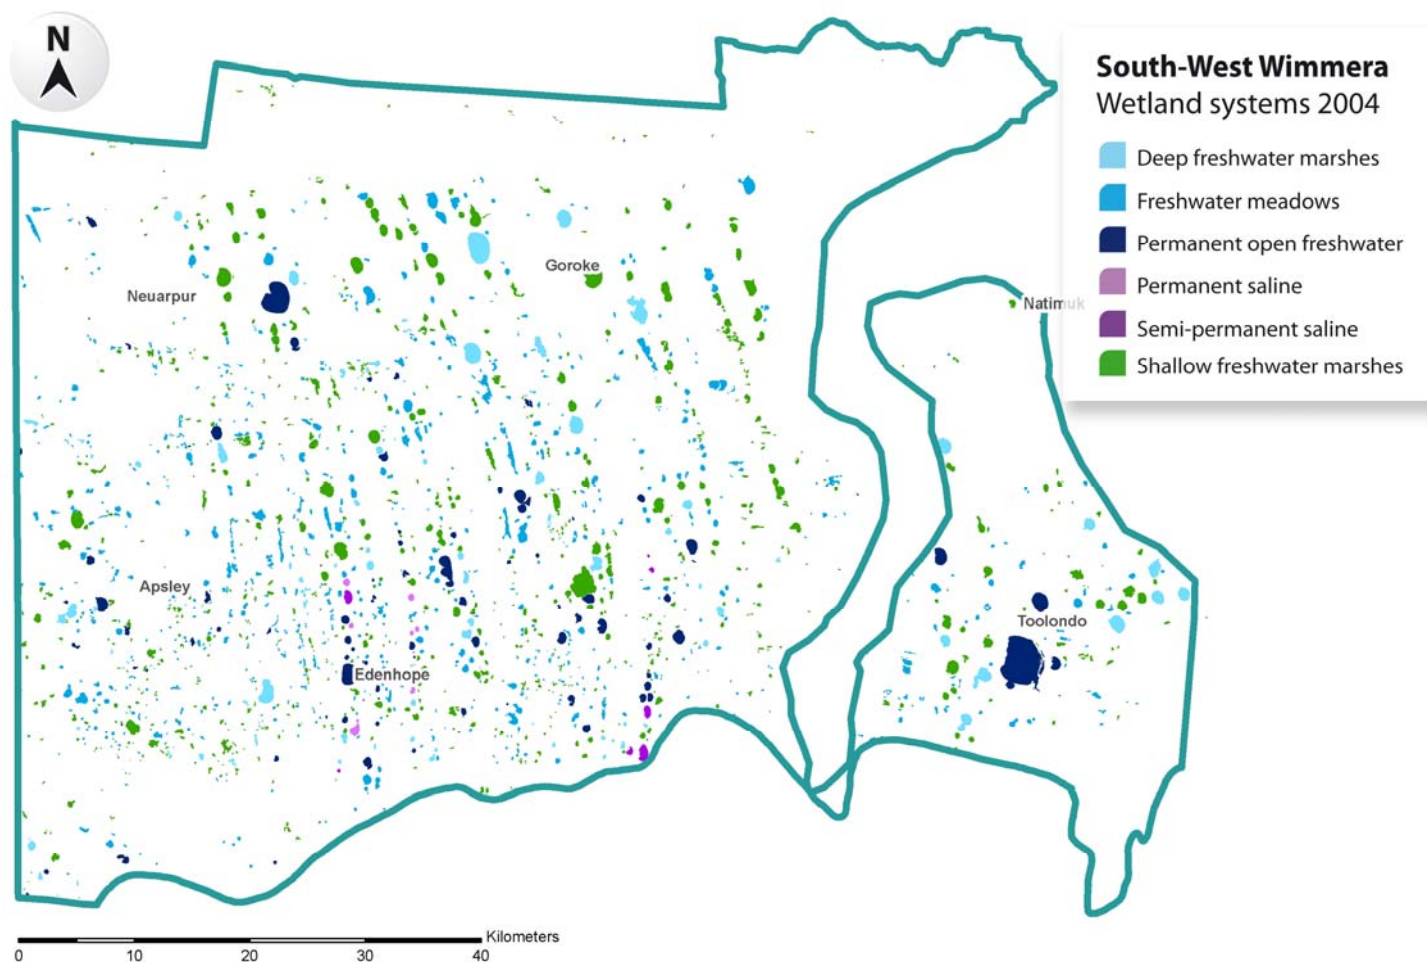 N
South-West Wimmera
Wetland systems 2004
Deep freshwater marshes
Freshwater meadows
Permanent open freshwater
Permanent saline
Semi-permanent saline
Shallow freshwater marshes
Goroke
Neuarpur
Natimuk
Apsley
Toolondo
Edenhope
Kilometers
0 10 20 30 40